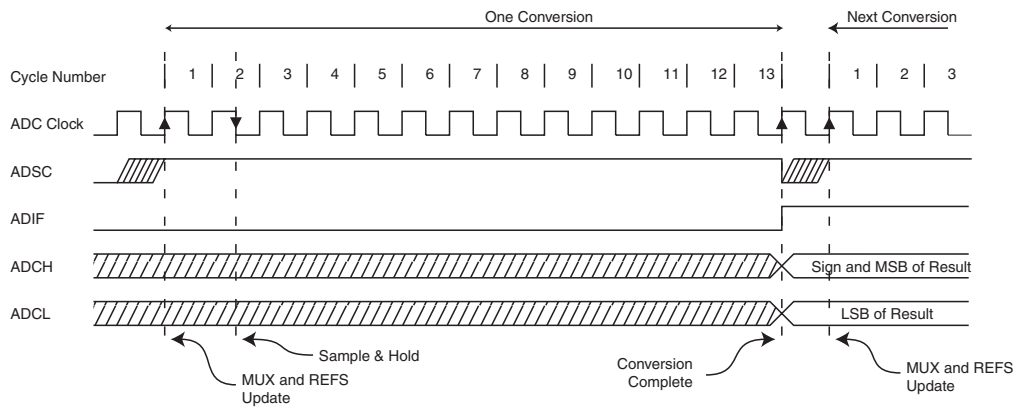 One Conversion
Next Conversion
Cycle Number
1 2 3 4 5 6 7 8 9 10 11 12 13 1 2 3
ADC Clock
ADSC
ADIF
ADCH
Sign and MSB of Result
ADCL
LSB of Result
Sample & Hold
MUX and REFS
Update
Conversion
Complete
MUX and REFS
Update